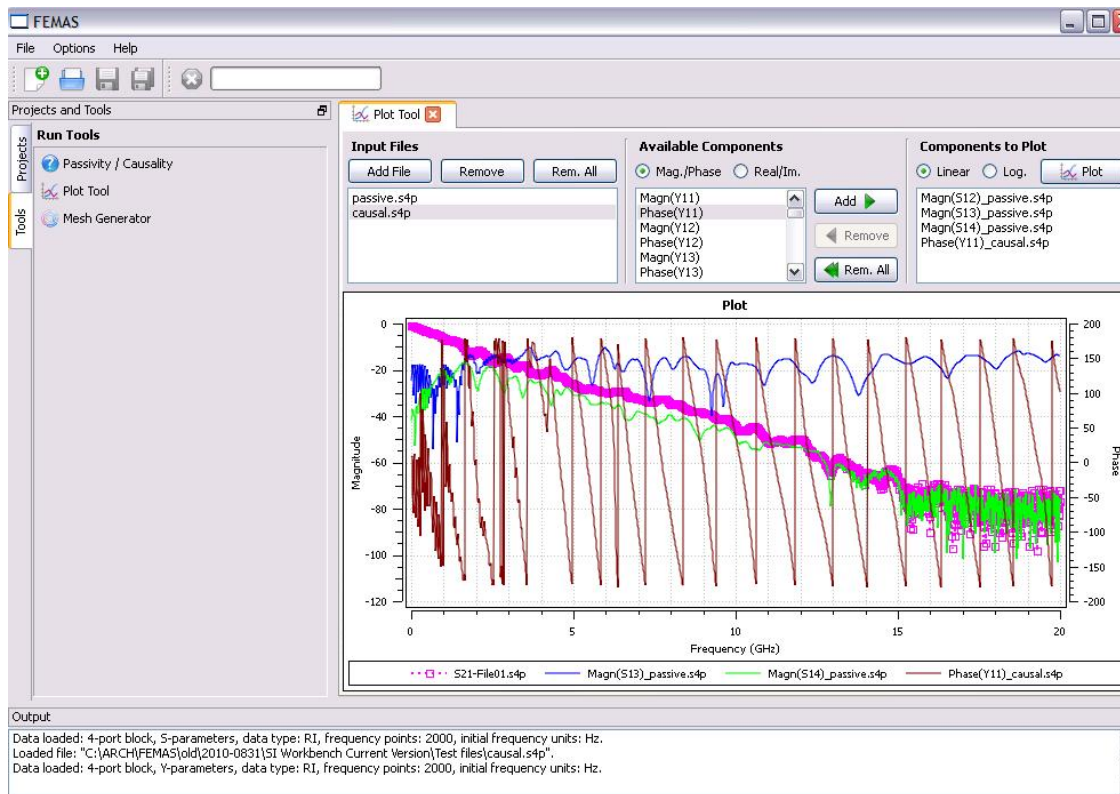 FEMAS
File Options Help
Projects and Tools
Projects
Tools
Run Tools
Passivity / Causality
Plot Tool
Mesh Generator
Plot Tool
Input Files
Add File Remove Rem. All
passive.s4p
causal.s4p
Available Components
Mag./Phase Real/Im.
Magn(Y11)
Phase(Y11)
Magn(Y12)
Phase(Y12)
Magn(Y13)
Phase(Y13)
Add
Remove
Rem. All
Components to Plot
Linear Log. Plot
Magn(S12)_passive.s4p
Magn(S13)_passive.s4p
Magn(S14)_passive.s4p
Phase(Y11)_causal.s4p
Plot
Magnitude
0
-20
-40
-60
-80
-100
-120
200
150
100
50
0
-50
-100
-150
-200
Phase
0 5 10 15 20
Frequency (GHz)
S21-File01.s4p Magn(S13)_passive.s4p Magn(S14)_passive.s4p Phase(Y11)_causal.s4p
Output
Data loaded: 4-port block, S-parameters, data type: RI, frequency points: 2000, initial frequency units: Hz.
Loaded file: "C:\ARCH\FEMAS\old\2010-0831\SI Workbench Current Version\Test files\causal.s4p".
Data loaded: 4-port block, Y-parameters, data type: RI, frequency points: 2000, initial frequency units: Hz.